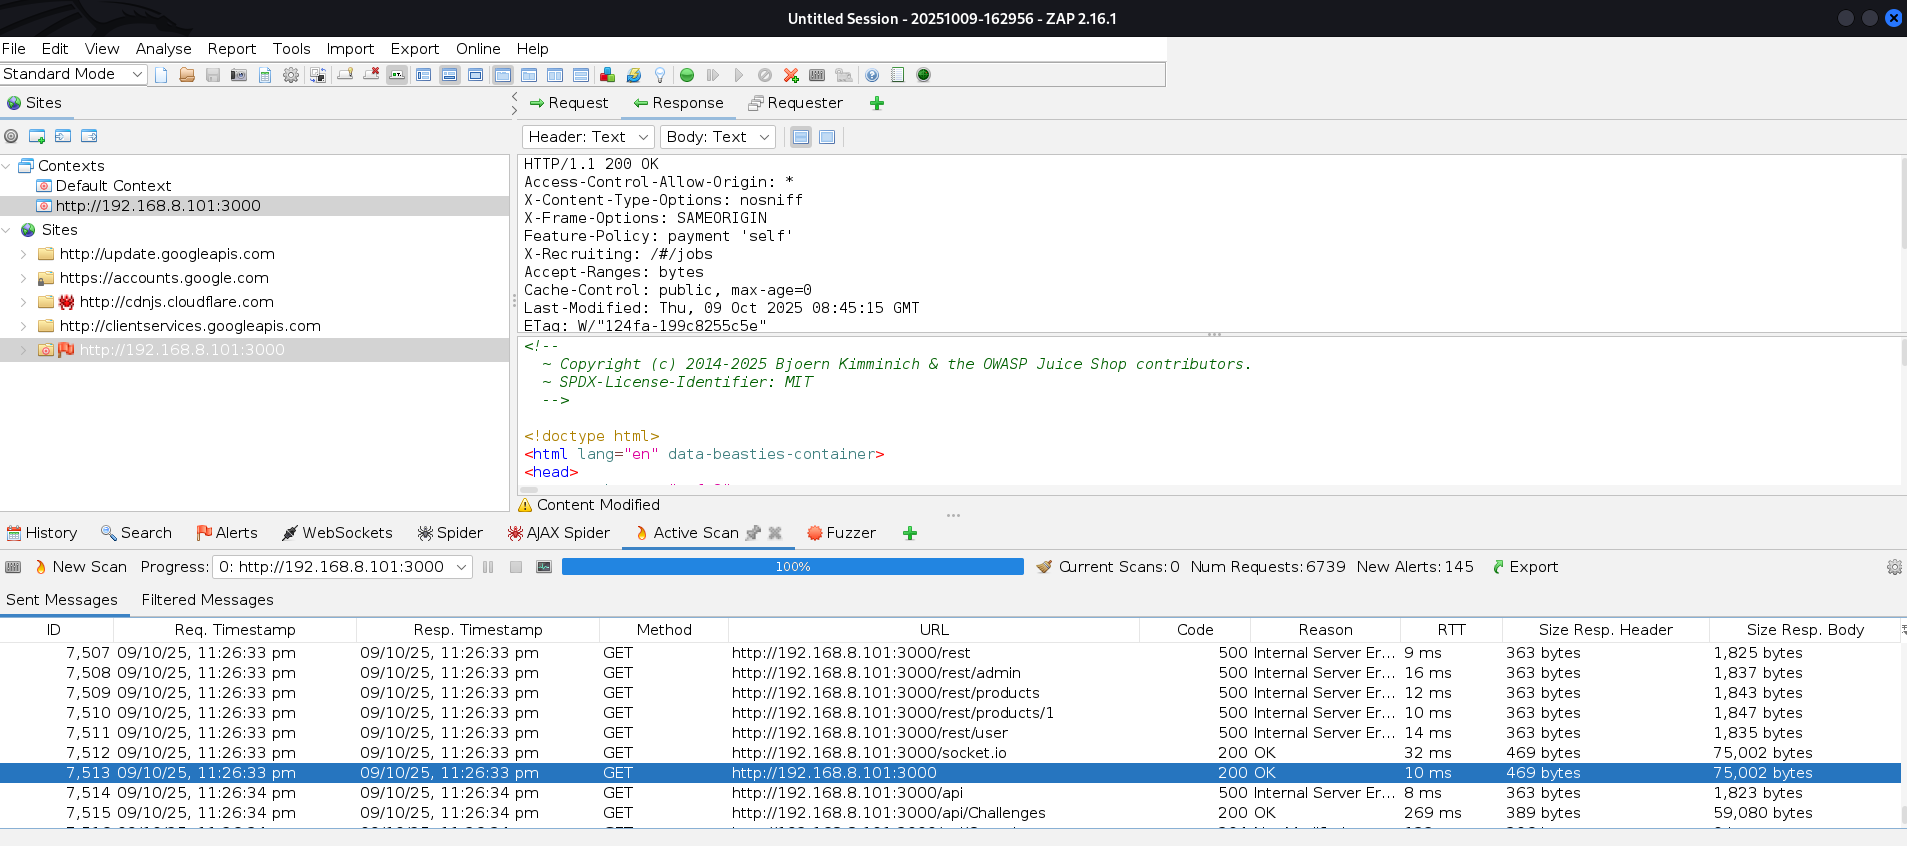 Untitled Session - 20251009-162956 - ZAP 2.16.1
File Edit View Analyse Report Tools Import Export Online Help
Standard Mode
Sites
Request Response Requester
Header: Text Body: Text
Contexts
Default Context
http://192.168.8.101:3000
Sites
http://update.googleapis.com
https://accounts.google.com
http://cdnjs.cloudflare.com
http://clientservices.googleapis.com
http://192.168.8.101:3000
HTTP/1.1 200 OK
Access-Control-Allow-Origin: *
X-Content-Type-Options: nosniff
X-Frame-Options: SAMEORIGIN
Feature-Policy: payment 'self'
X-Recruiting: /#/jobs
Accept-Ranges: bytes
Cache-Control: public, max-age=0
Last-Modified: Thu, 09 Oct 2025 08:45:15 GMT
ETag: W/"124fa-199c8255c5e"
<!--
~ Copyright (c) 2014-2025 Bjoern Kimminich & the OWASP Juice Shop contributors.
~ SPDX-License-Identifier: MIT
-->
<!doctype html>
<html lang="en" data-beasties-container>
<head>
Content Modified
History Search Alerts WebSockets Spider AJAX Spider Active Scan Fuzzer
New Scan Progress: 0: http://192.168.8.101:3000 100% Current Scans: 0 Num Requests: 6739 New Alerts: 145 Export
Sent Messages Filtered Messages
ID Req. Timestamp Resp. Timestamp Method URL Code Reason RTT Size Resp. Header Size Resp. Body
7,507 09/10/25, 11:26:33 pm 09/10/25, 11:26:33 pm GET http://192.168.8.101:3000/rest 500 Internal Server Er... 9 ms 363 bytes 1,825 bytes
7,508 09/10/25, 11:26:33 pm 09/10/25, 11:26:33 pm GET http://192.168.8.101:3000/rest/admin 500 Internal Server Er... 16 ms 363 bytes 1,837 bytes
7,509 09/10/25, 11:26:33 pm 09/10/25, 11:26:33 pm GET http://192.168.8.101:3000/rest/products 500 Internal Server Er... 12 ms 363 bytes 1,843 bytes
7,510 09/10/25, 11:26:33 pm 09/10/25, 11:26:33 pm GET http://192.168.8.101:3000/rest/products/1 500 Internal Server Er... 10 ms 363 bytes 1,847 bytes
7,511 09/10/25, 11:26:33 pm 09/10/25, 11:26:33 pm GET http://192.168.8.101:3000/rest/user 500 Internal Server Er... 14 ms 363 bytes 1,835 bytes
7,512 09/10/25, 11:26:33 pm 09/10/25, 11:26:33 pm GET http://192.168.8.101:3000/socket.io 200 OK 32 ms 469 bytes 75,002 bytes
7,513 09/10/25, 11:26:33 pm 09/10/25, 11:26:33 pm GET http://192.168.8.101:3000 200 OK 10 ms 469 bytes 75,002 bytes
7,514 09/10/25, 11:26:34 pm 09/10/25, 11:26:34 pm GET http://192.168.8.101:3000/api 500 Internal Server Er... 8 ms 363 bytes 1,823 bytes
7,515 09/10/25, 11:26:34 pm 09/10/25, 11:26:34 pm GET http://192.168.8.101:3000/api/Challenges 200 OK 269 ms 389 bytes 59,080 bytes